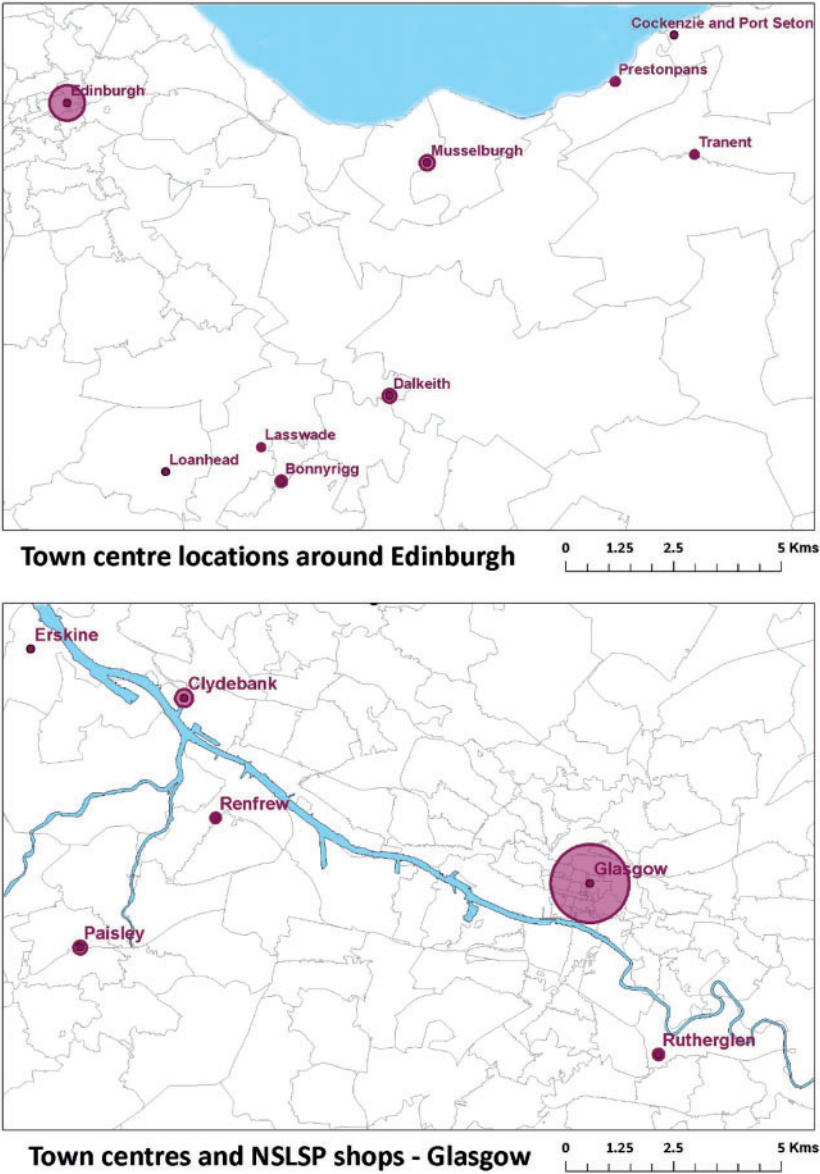 Cockenzie and Port Seton
Prestonpans
Edinburgh
Musselburgh
Tranent
Dalkeith
Lasswade
Loanhead
Bonnyrigg
Town centre locations around Edinburgh
0 1.25 2.5 5 Kms
Erskine
Clydebank
Renfrew
Glasgow
Paisley
Rutherglen
Town centres and NSLSP shops - Glasgow
0 1.25 2.5 5 Kms